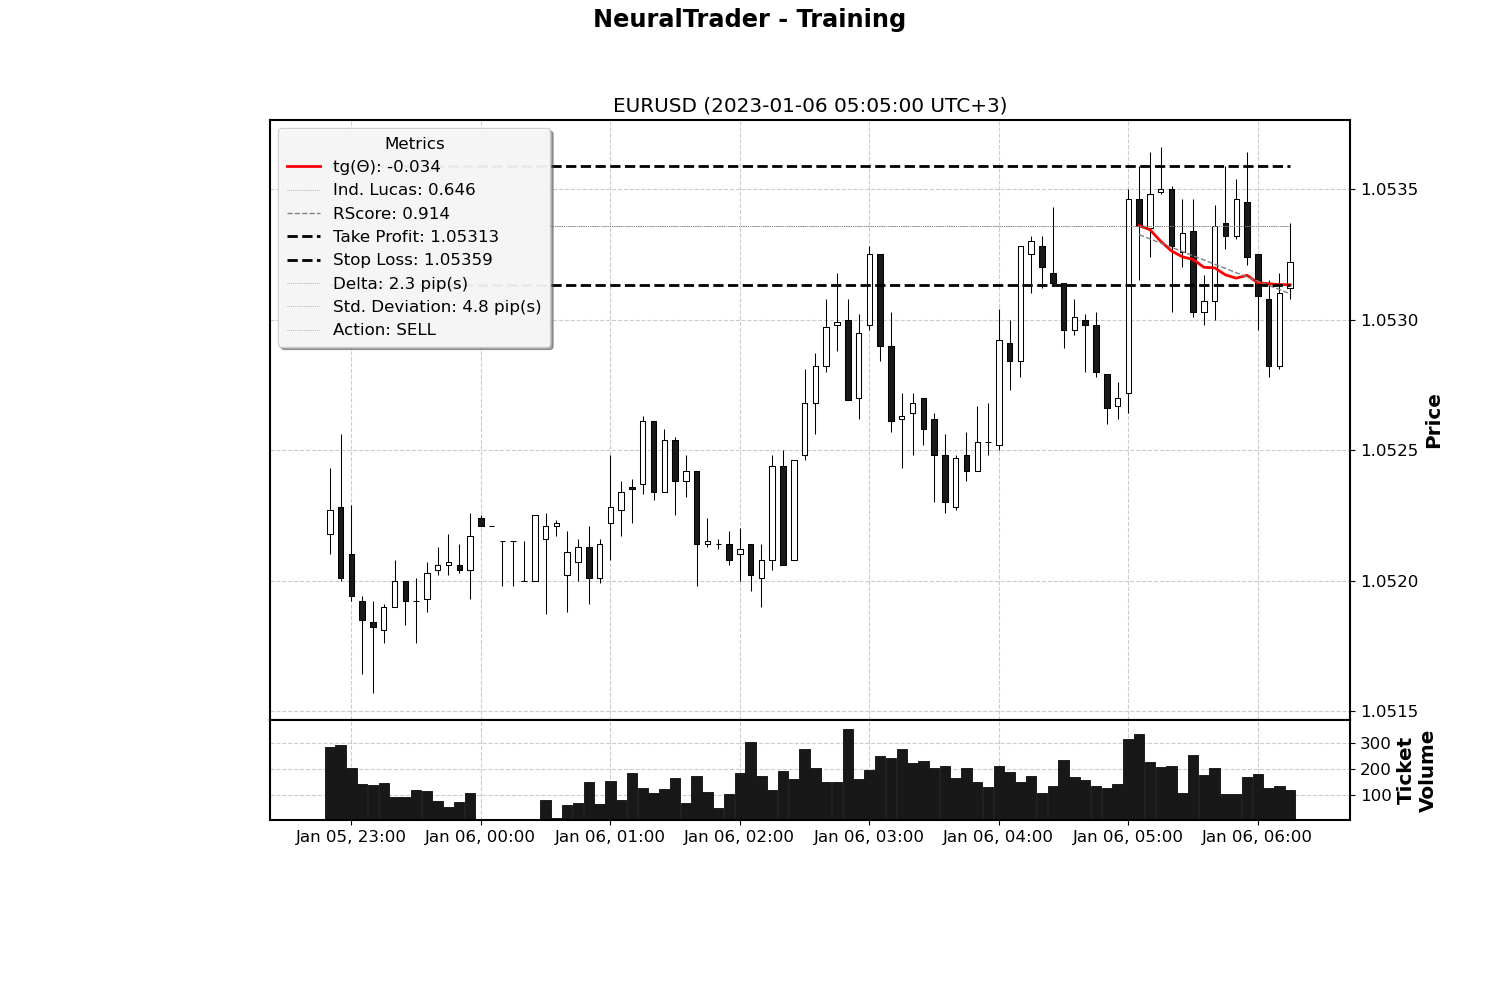 NeuralTrader - Training
EURUSD (2023-01-06 05:05:00 UTC+3)
Metrics
tg(Θ): -0.034
Ind. Lucas: 0.646
RScore: 0.914
Take Profit: 1.05313
Stop Loss: 1.05359
Delta: 2.3 pip(s)
Std. Deviation: 4.8 pip(s)
Action: SELL
1.0535
1.0530
1.0525
1.0520
1.0515
Price
300
200
100
Ticket
Volume
Jan 05, 23:00
Jan 06, 00:00
Jan 06, 01:00
Jan 06, 02:00
Jan 06, 03:00
Jan 06, 04:00
Jan 06, 05:00
Jan 06, 06:00